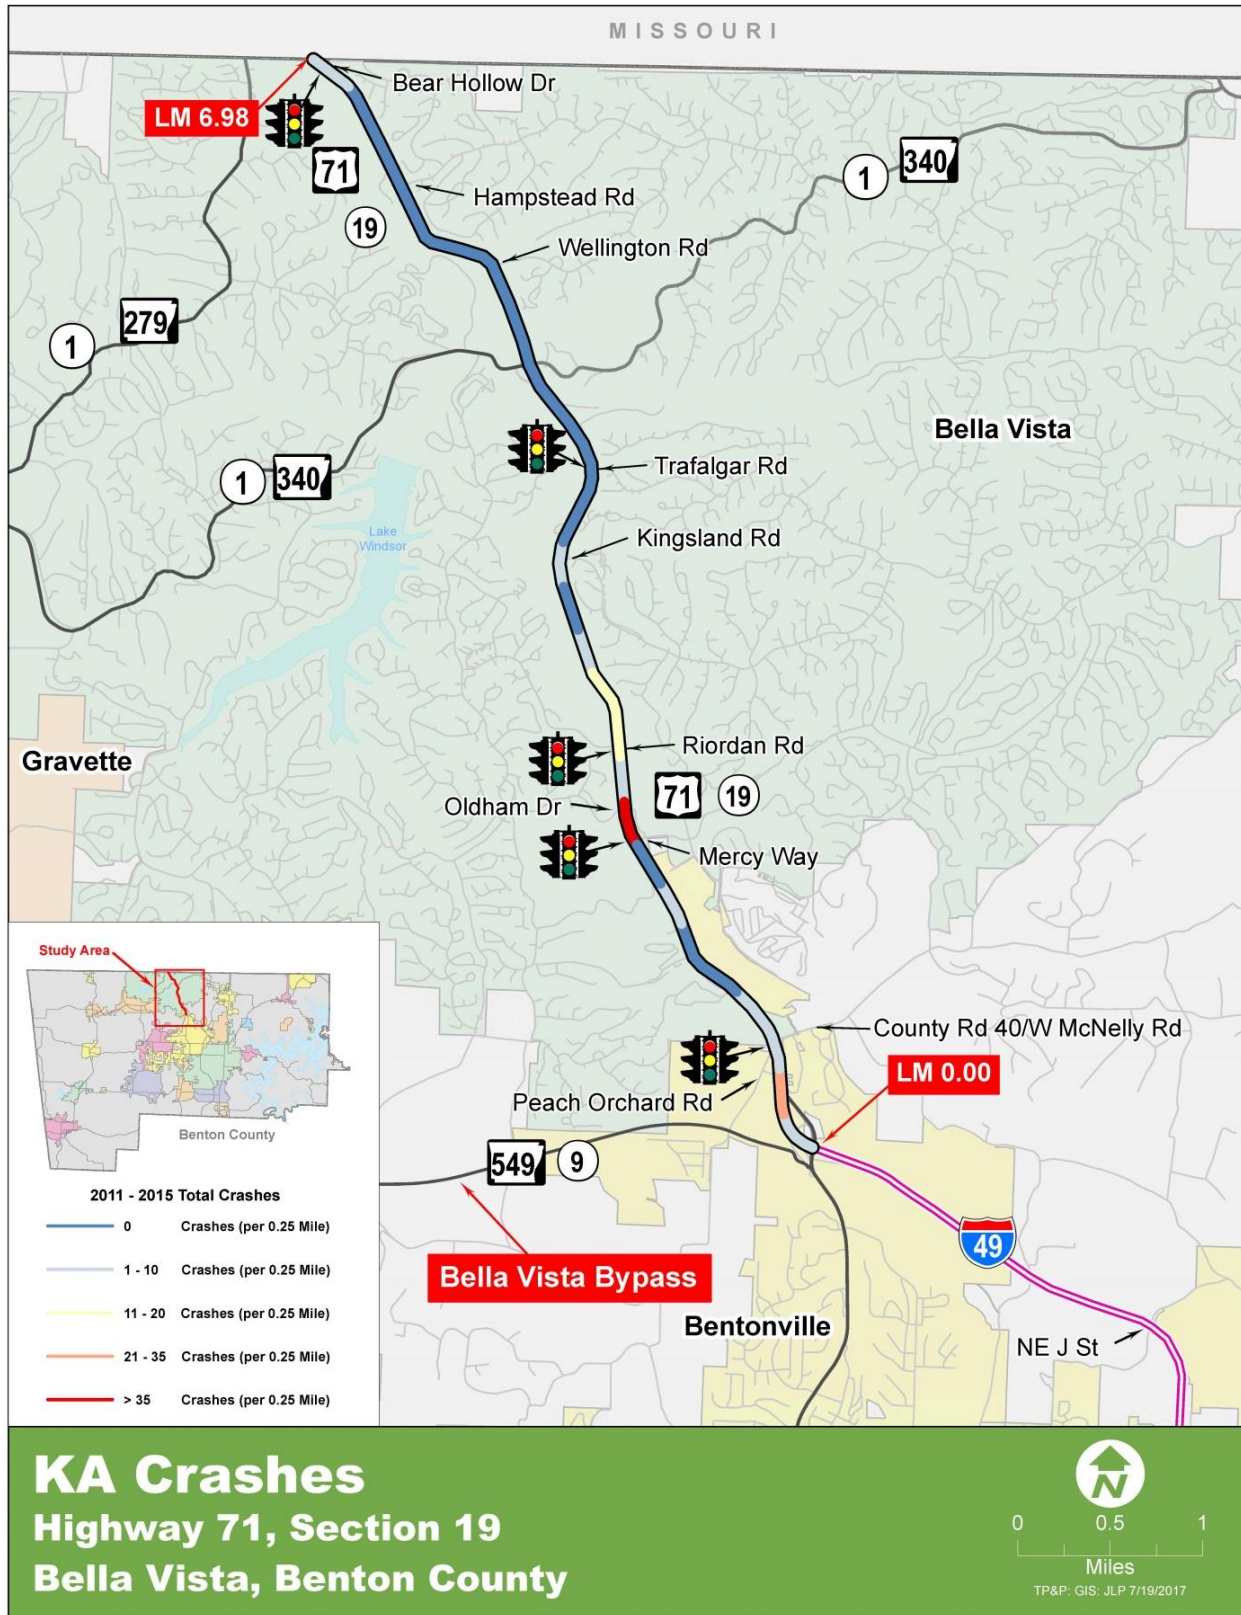 MISSOURI
Bear Hollow Dr
LM 6.98
71
340
1
Hampstead Rd
19
Wellington Rd
279
1
Bella Vista
Trafalgar Rd
1
340
Kingsland Rd
Lake
Windsor
Riordan Rd
Gravette
71
19
Oldham Dr
Mercy Way
Study Area
County Rd 40/W McNelly Rd
LM 0.00
Peach Orchard Rd
Benton County
549
9
2011 - 2015 Total Crashes
0 Crashes (per 0.25 Mile)
1 - 10 Crashes (per 0.25 Mile)
11 - 20 Crashes (per 0.25 Mile)
21 - 35 Crashes (per 0.25 Mile)
> 35 Crashes (per 0.25 Mile)
49
Bella Vista Bypass
Bentonville
NE J St
KA Crashes
Highway 71, Section 19
Bella Vista, Benton County
N
0 0.5 1
Miles
TP&P: GIS: JLP 7/19/2017